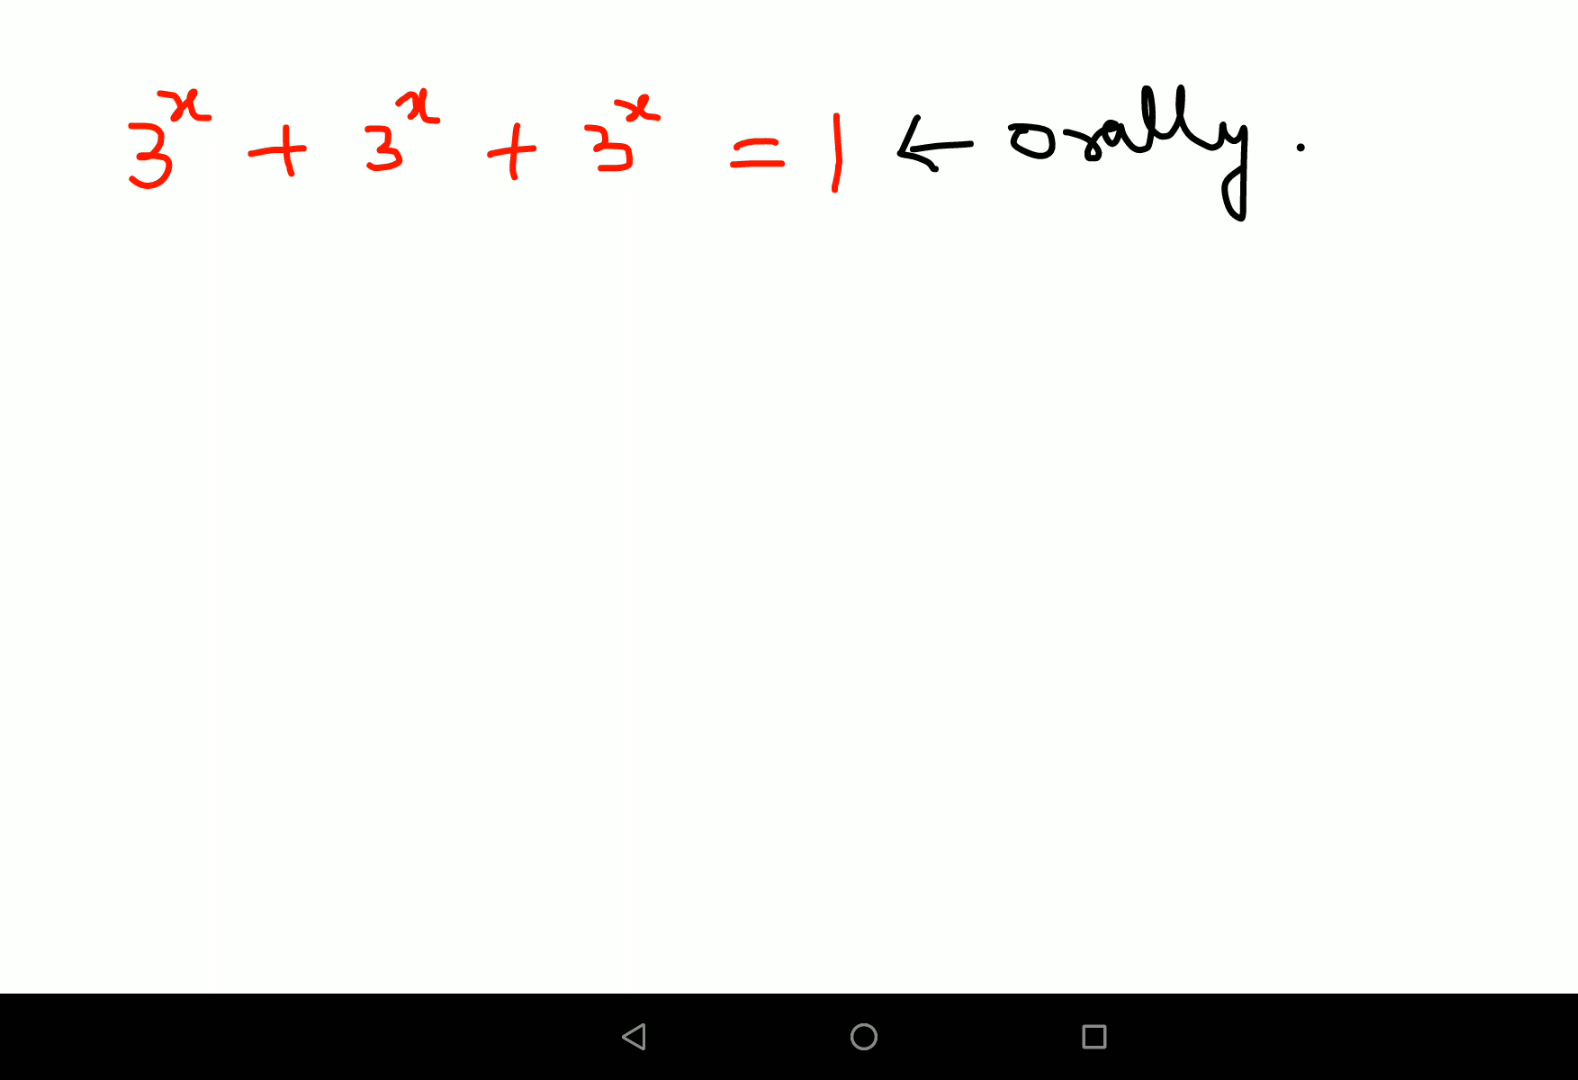 3^x + 3^x + 3^x = 1 ← orally .